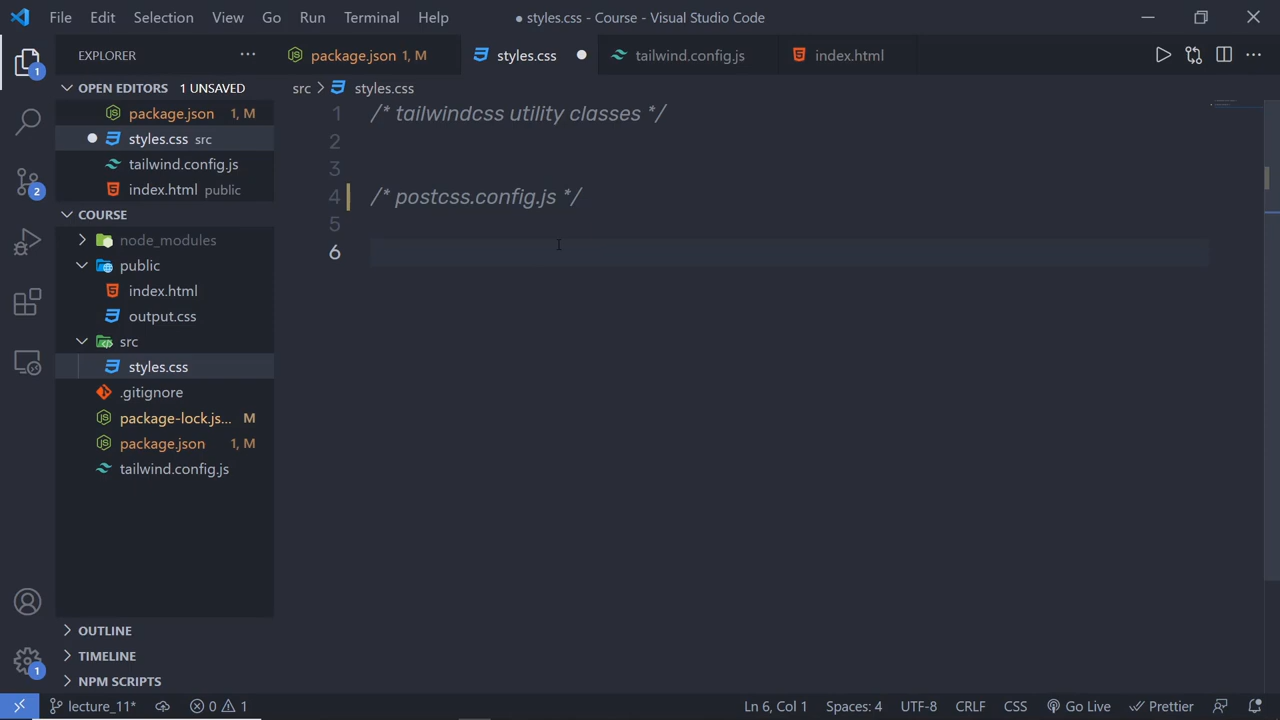 File Edit Selection View Go Run Terminal Help
● styles.css - Course - Visual Studio Code
EXPLORER
package.json 1, M
styles.css
tailwind.config.js
index.html
OPEN EDITORS 1 UNSAVED
package.json 1, M
styles.css src
tailwind.config.js
index.html public
COURSE
node_modules
public
index.html
output.css
src
styles.css
.gitignore
package-lock.js... M
package.json 1, M
tailwind.config.js
OUTLINE
TIMELINE
NPM SCRIPTS
1
2
1
src > styles.css
1 /* tailwindcss utility classes */
2
3
4 /* postcss.config.js */
5
6
lecture_11* 0 1 Ln 6, Col 1 Spaces: 4 UTF-8 CRLF CSS Go Live Prettier